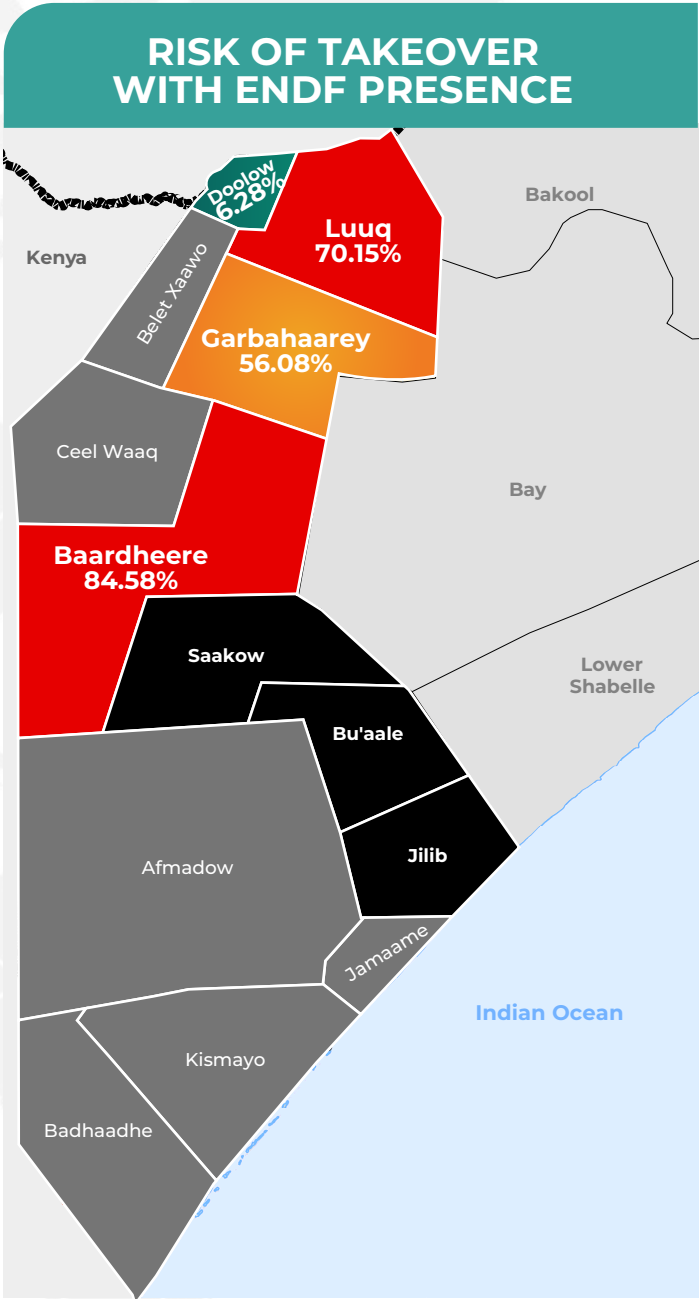 RISK OF TAKEOVER
WITH ENDF PRESENCE
Doolow
6.28%
Bakool
Luuq
70.15%
Kenya
Belet Xaawo
Garbahaarey
56.08%
Ceel Waaq
Bay
Baardheere
84.58%
Saakow
Lower
Shabelle
Bu'aale
Jilib
Afmadow
Jamaame
Indian Ocean
Kismayo
Badhaadhe